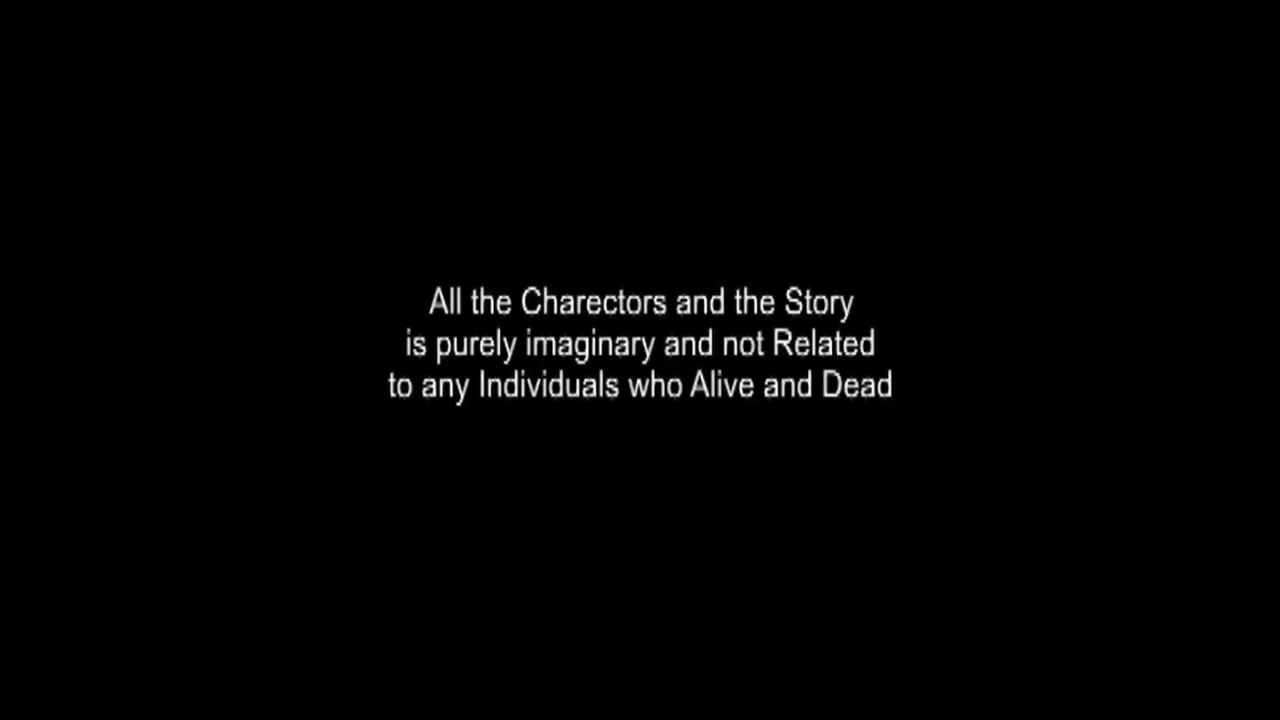 All the Charectors and the Story
is purely imaginary and not Related
to any Individuals who Alive and Dead